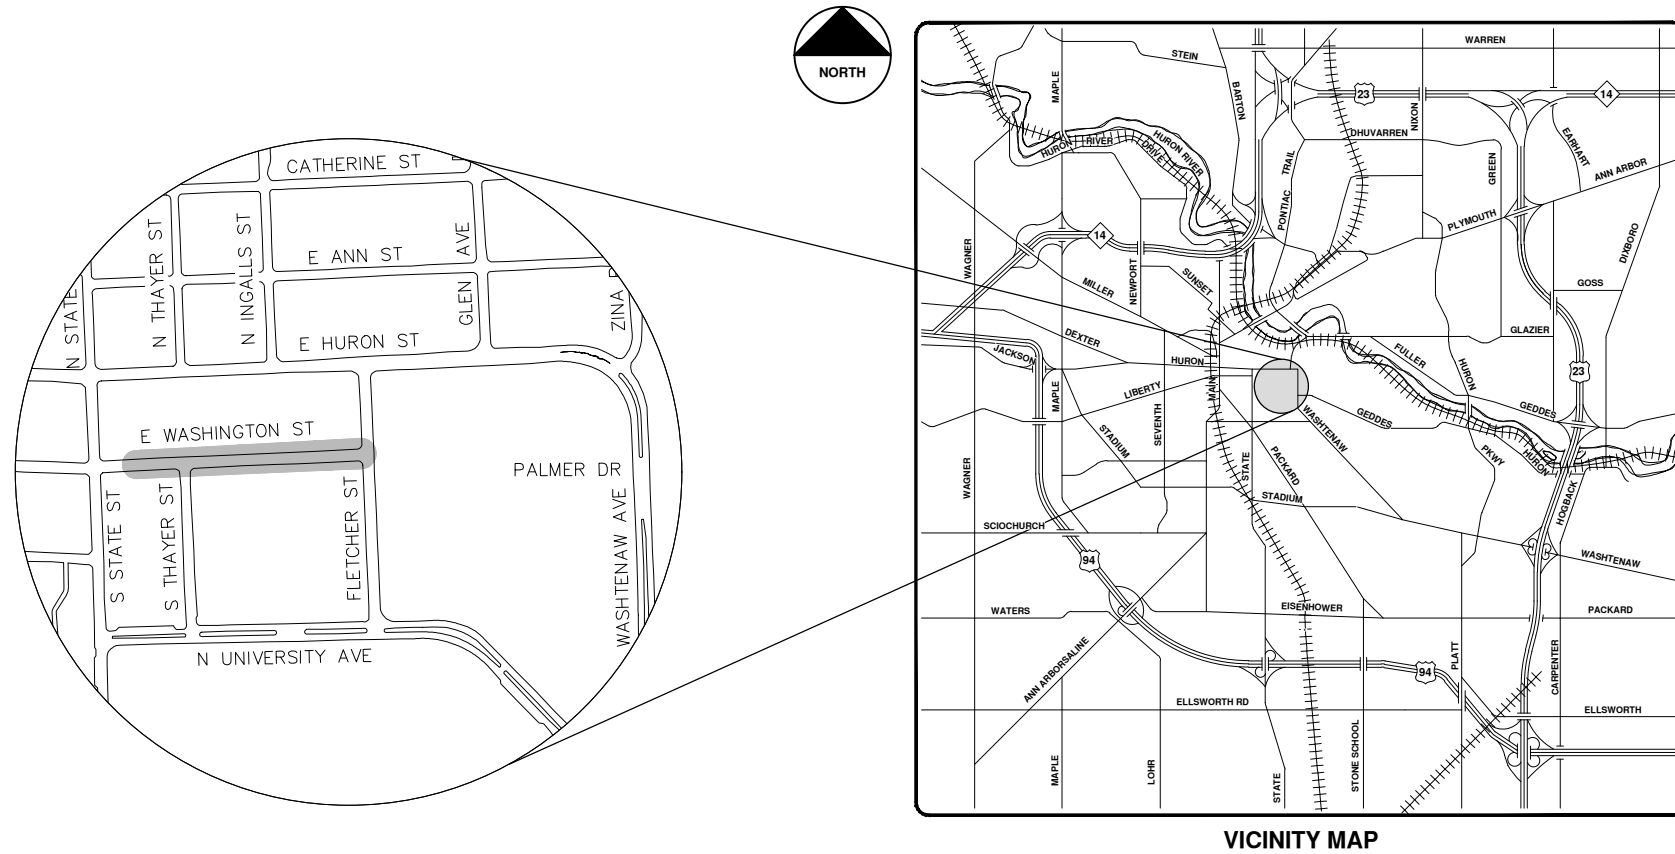 NORTH
CATHERINE ST
N THAYER ST
N INGALLS ST
E ANN ST
GLEN AVE
N STATE
E HURON ST
E WASHINGTON ST
PALMER DR
S STATE ST
S THAYER ST
FLETCHER ST
WASHTENAW AVE
N UNIVERSITY AVE
WARREN
STEIN
MAPLE
BARTON
23
NIXON
14
HURON RIVER DRIVE
HURON RIVER
DHUVARREN
EARHART
GREEN
ANN ARBOR
PONTIAC TRAIL
PLYMOUTH
WAGNER
14
DIXBORO
NEWPORT
SUNSET
MILLER
GOSS
DEXTER
GLAZIER
JACKSON
HURON
FULLER
HURON
23
MAPLE
LIBERTY
MAIN
GEDDES
GEDDES
SEVENTH
STADIUM
WASHTENAW
PKWY
HURON
WAGNER
STATE
PACKARD
STADIUM
HOGBACK
SCIOCHURCH
94
WASHTENAW
WATERS
EISENHOWER
PACKARD
ANN ARBORSALINE
PLATT
94
CARPENTER
ELLSWORTH RD
ELLSWORTH
MAPLE
LOHR
STATE
STONE SCHOOL
VICINITY MAP